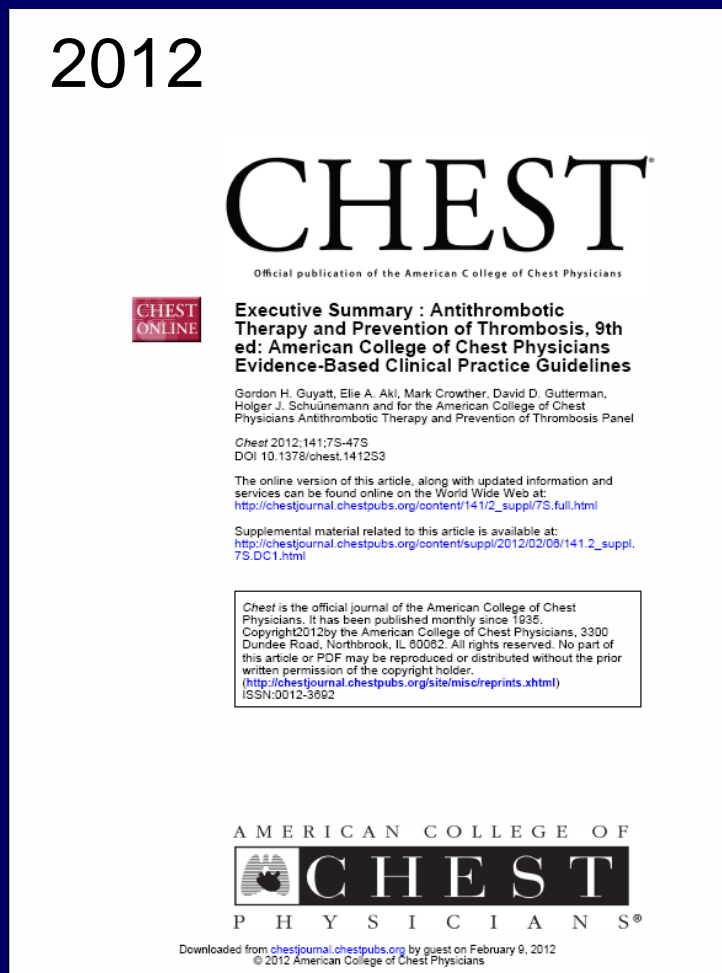 2012
CHEST®
Official publication of the American C ollege of Chest Physicians
CHEST
ONLINE
Executive Summary : Antithrombotic
Therapy and Prevention of Thrombosis, 9th
ed: American College of Chest Physicians
Evidence-Based Clinical Practice Guidelines
Gordon H. Guyatt, Elie A. Akl, Mark Crowther, David D. Gutterman,
Holger J. Schuünemann and for the American College of Chest
Physicians Antithrombotic Therapy and Prevention of Thrombosis Panel
Chest 2012;141;7S-47S
DOI 10.1378/chest.1412S3
The online version of this article, along with updated information and
services can be found online on the World Wide Web at:
http://chestjournal.chestpubs.org/content/141/2_suppl/7S.full.html
Supplemental material related to this article is available at:
http://chestjournal.chestpubs.org/content/suppl/2012/02/06/141.2_suppl.
7S.DC1.html
Chest is the official journal of the American College of Chest
Physicians. It has been published monthly since 1935.
Copyright2012by the American College of Chest Physicians, 3300
Dundee Road, Northbrook, IL 60062. All rights reserved. No part of
this article or PDF may be reproduced or distributed without the prior
written permission of the copyright holder.
(http://chestjournal.chestpubs.org/site/misc/reprints.xhtml)
ISSN:0012-3692
AMERICAN COLLEGE OF
CHEST
PHYSICIANS®
Downloaded from chestjournal.chestpubs.org by guest on February 9, 2012
© 2012 American College of Chest Physicians